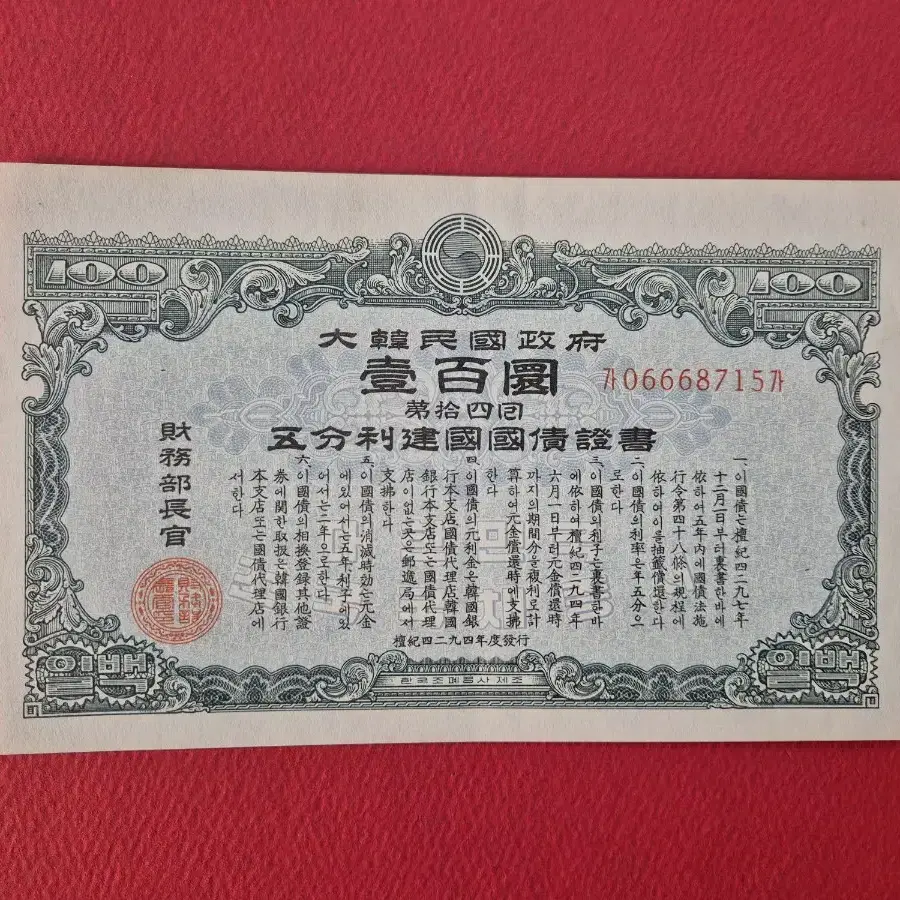 100
100
大韓民國政府
壹百圜
가06668715가
第拾四回
五分利建國國債證書
一、이國債는檀紀四二九七年
十二月一日부터裏書한바에
依하여五年내에國債法施
行令第四十八條의規程에
依하여이를抽籤償還한다
二、이國債의利率은年五分으
로한다
三、이國債의利子는裏書한바
에依하여檀紀四二九四年
六月一日부터元金償還時
까지의期間分을複利로計
算하여元金償還時에支拂
한다
四、이國債의元利金은韓國銀
行本支店國債代理店韓國
銀行本支店또는國債代理
店이없는곳은郵遞局에서
支拂한다
五、이國債의消滅時効는元金
에있어서는五年利子에있
어서는二年으로한다
六、이國債의相換登錄其他證
券에關한取扱은韓國銀行
本支店또는國債代理店에
서한다
財務部長官
檀紀四二九四年度發行
일백
일백
한국조폐공사제조